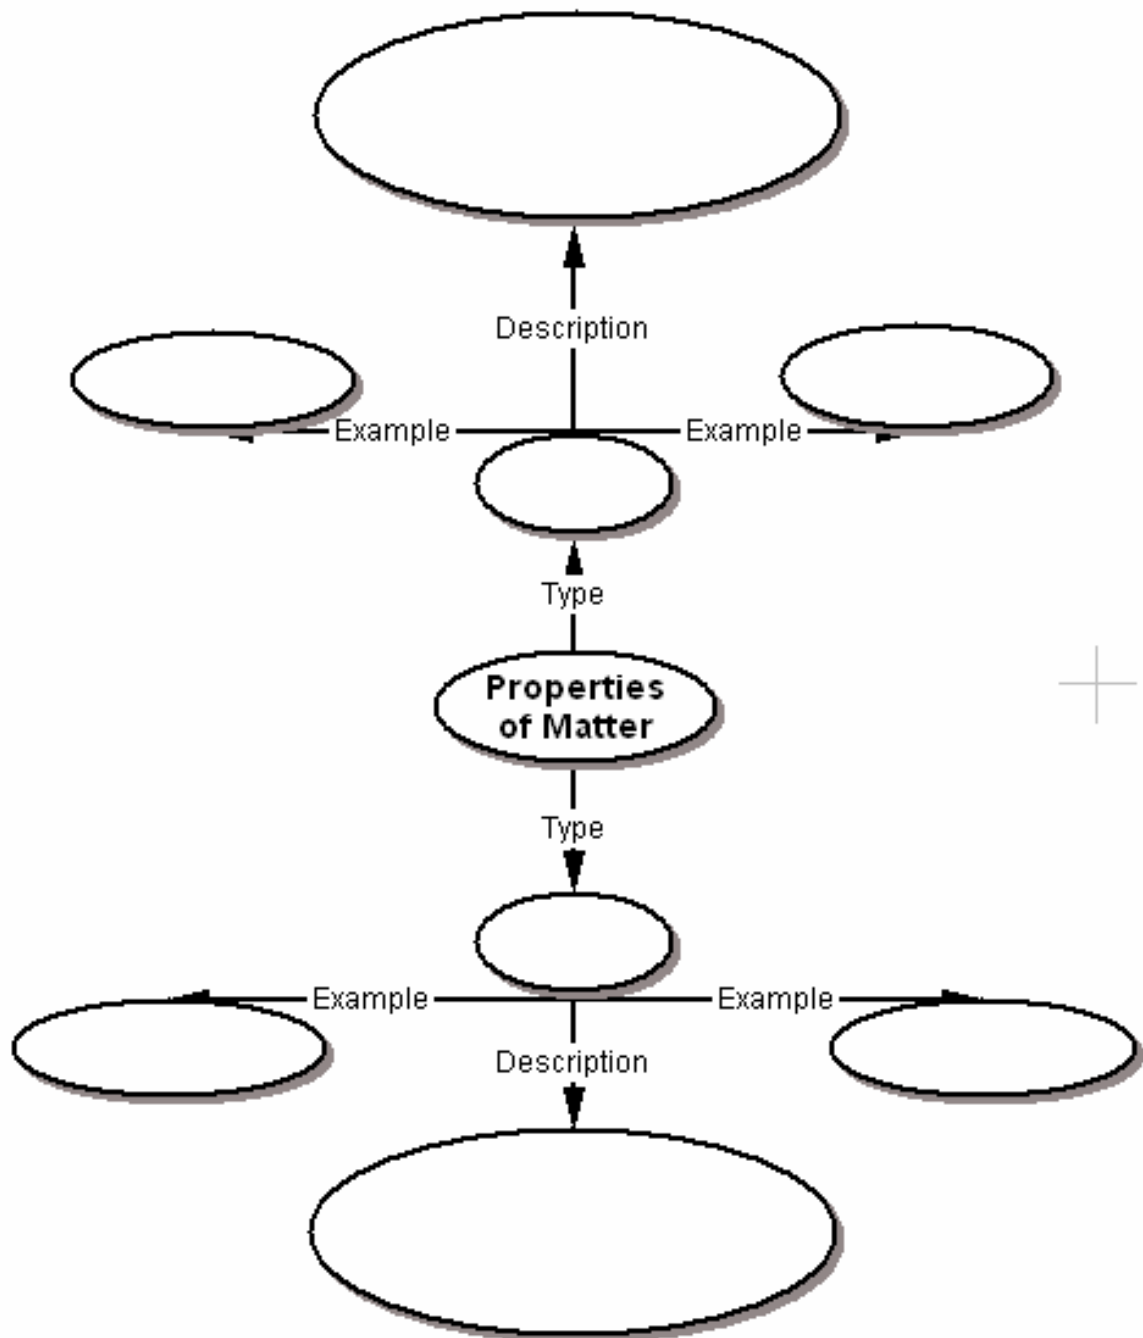 Description
Example
Example
Type
Properties
of Matter
Type
Example
Example
Description